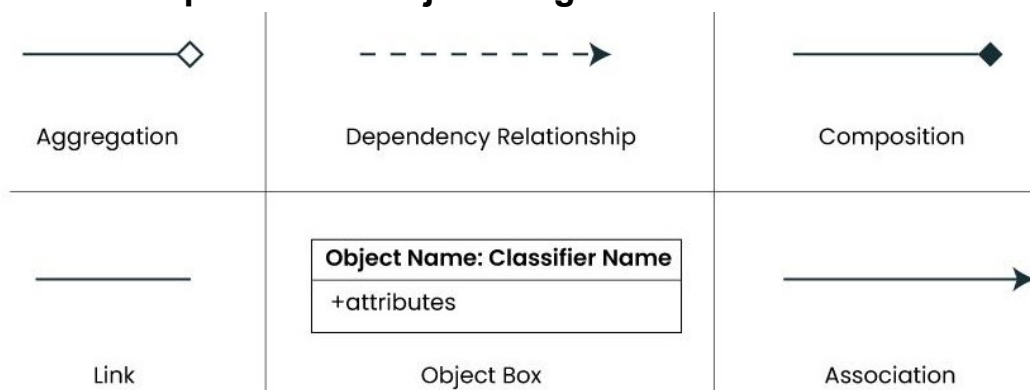 Aggregation
Dependency Relationship
Composition
Object Name: Classifier Name
+attributes
Link
Object Box
Association